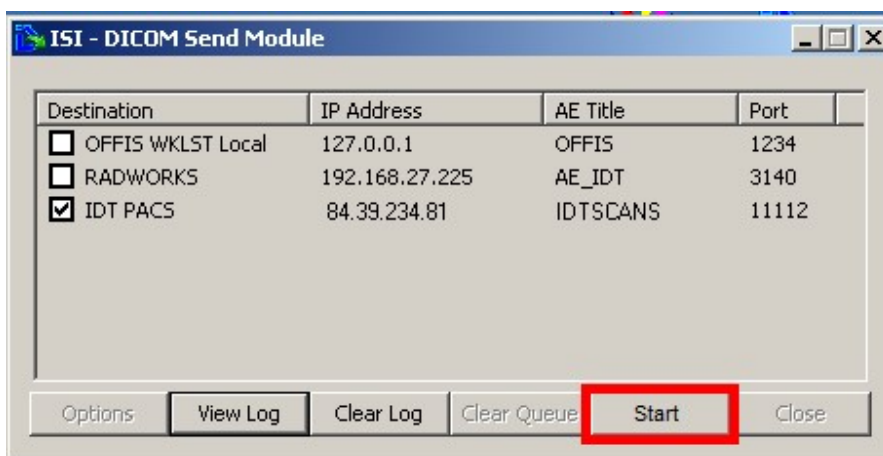 ISI - DICOM Send Module
Destination IP Address AE Title Port
OFFIS WKLST Local 127.0.0.1 OFFIS 1234
RADWORKS 192.168.27.225 AE_IDT 3140
IDT PACS 84.39.234.81 IDTSCANS 11112
Options View Log Clear Log Clear Queue Start Close